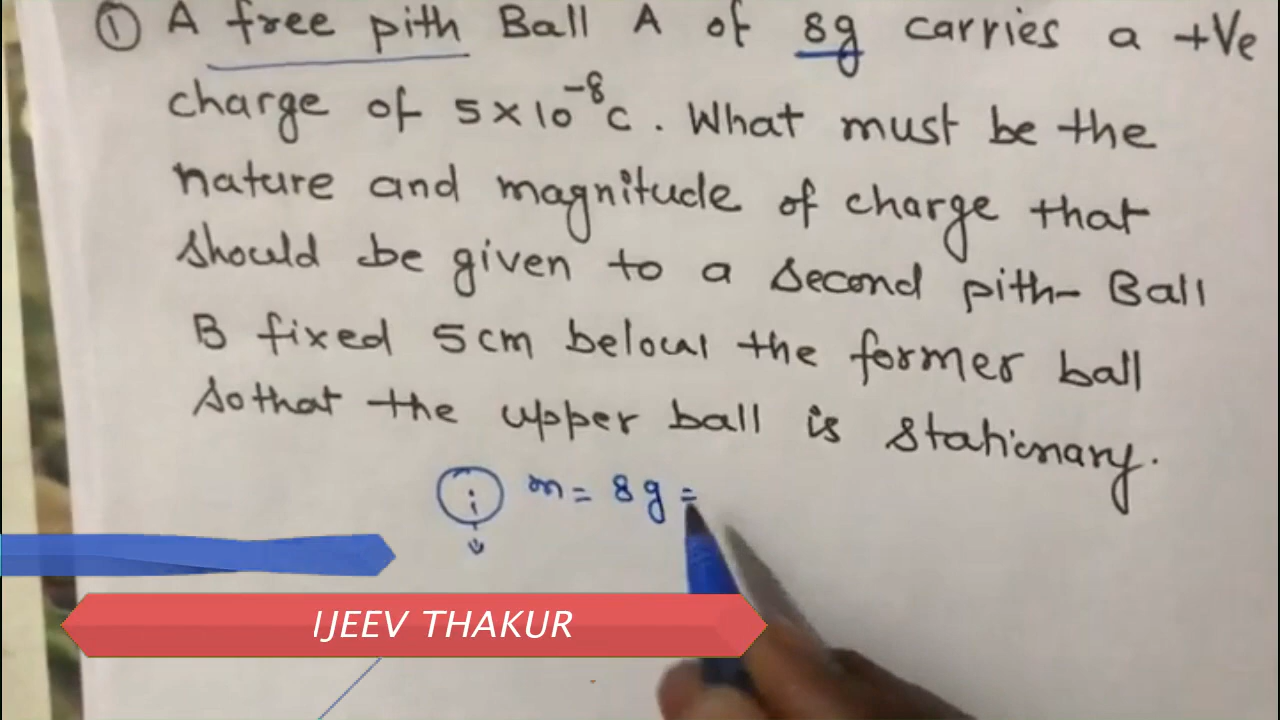 ① A free pith Ball A of 8g carries a +Ve
charge of 5×10⁻⁸c. What must be the
nature and magnitude of charge that
should be given to a second pith- Ball
B fixed 5cm below the former ball
so that the upper ball is stationary.
m = 8g =
IJEEV THAKUR